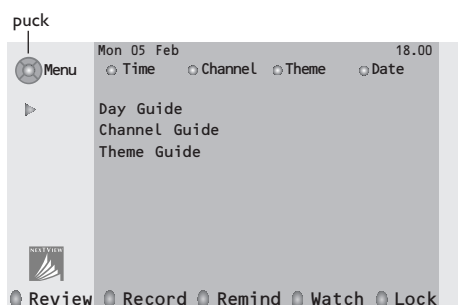 puck
Mon 05 Feb 18.00
Menu Time Channel Theme Date
Day Guide
Channel Guide
Theme Guide
NEXTVIEW
Review Record Remind Watch Lock